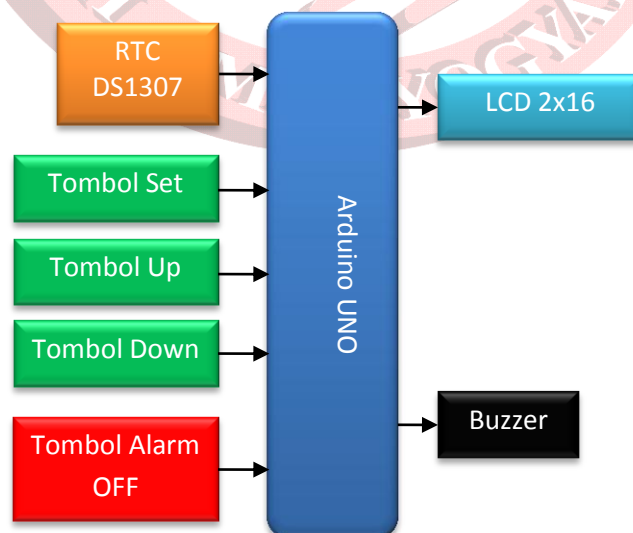 RTC
DS1307
LCD 2x16
Tombol Set
Arduino UNO
Tombol Up
Tombol Down
Buzzer
Tombol Alarm
OFF